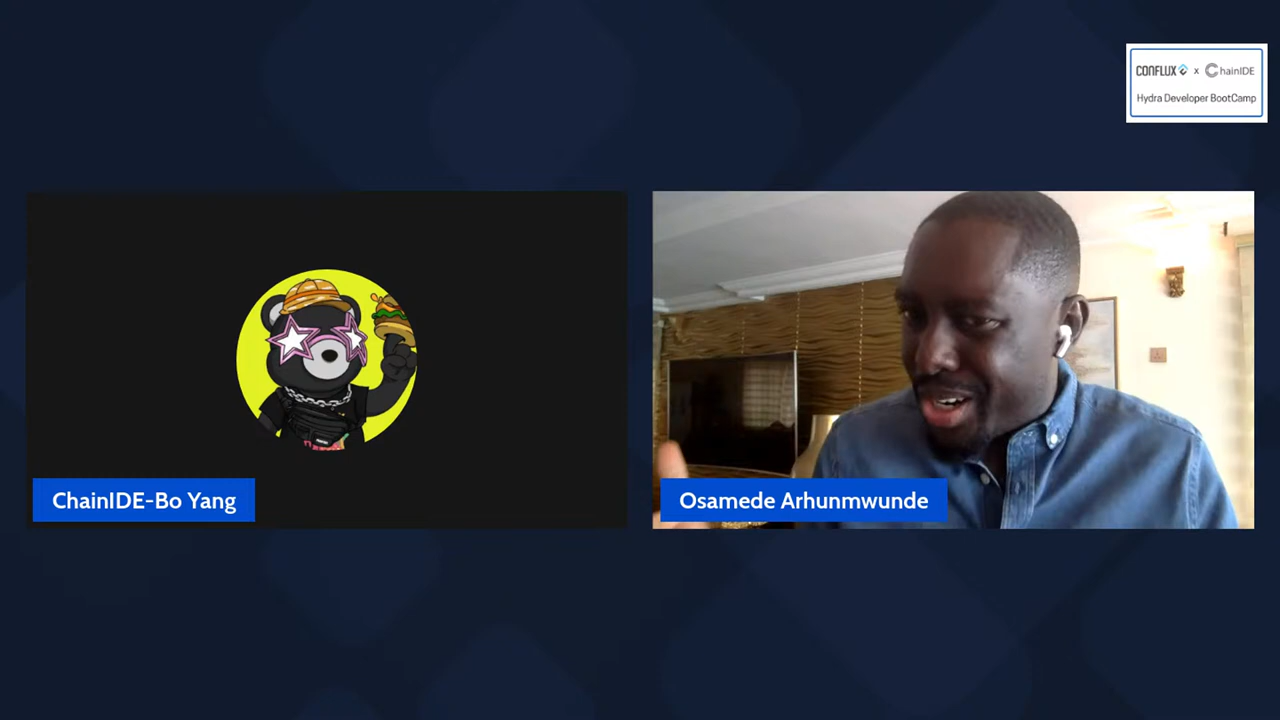 CONFLUX x ChainIDE
Hydra Developer BootCamp
ChainIDE-Bo Yang
Osamede Arhunmwunde